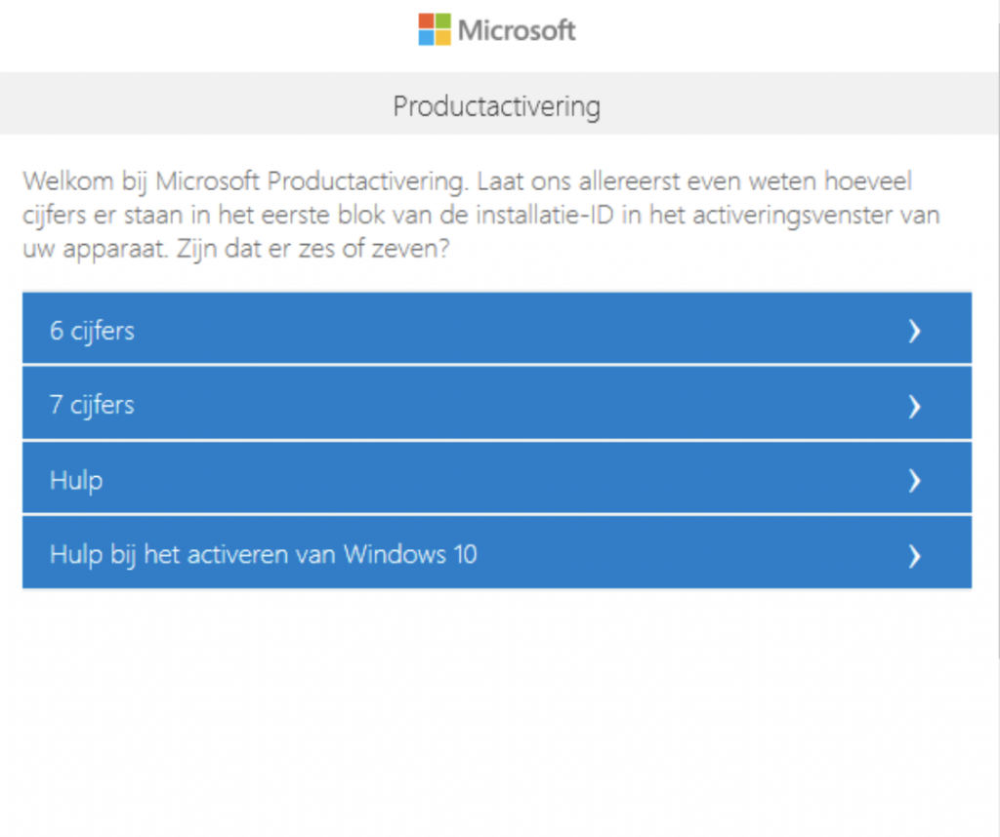 Microsoft
Productactivering
Welkom bij Microsoft Productactivering. Laat ons allereerst even weten hoeveel
cijfers er staan in het eerste blok van de installatie-ID in het activeringsvenster van
uw apparaat. Zijn dat er zes of zeven?
6 cijfers
7 cijfers
Hulp
Hulp bij het activeren van Windows 10